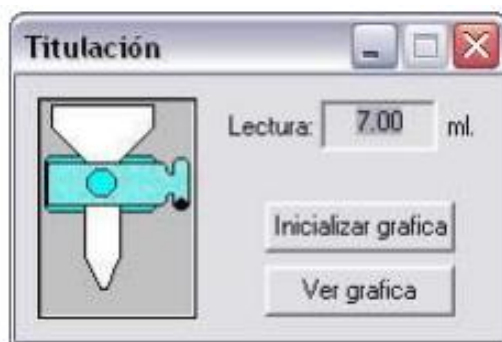 Titulación
Lectura: 7.00 ml.
Inicializar grafica
Ver grafica